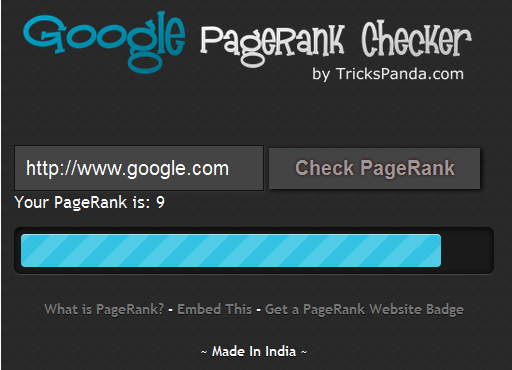 Google PageRank Checker
by TricksPanda.com
http://www.google.com Check PageRank
Your PageRank is: 9
What is PageRank? - Embed This - Get a PageRank Website Badge
~ Made In India ~